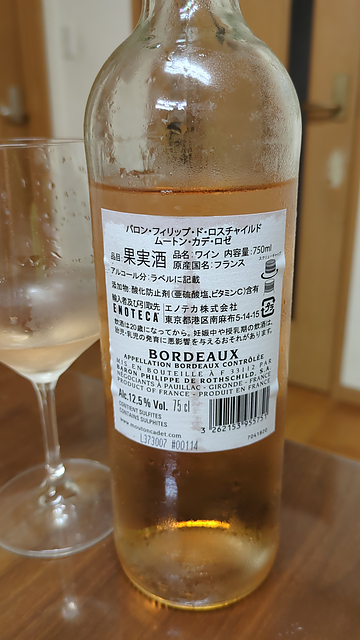 バロン・フィリップ・ド・ロスチャイルド
ムートン・カデ・ロゼ
品目:果実酒 品名:ワイン 内容量:750ml
原産国名:フランス
アルコール分:ラベルに記載
添加物:酸化防止剤(亜硫酸塩、ビタミンC)含有
輸入者及び引取先 エノテカ株式会社
ENOTECA 東京都港区南麻布5-14-15
飲酒は20歳になってから。妊娠中や授乳期の飲酒は、
胎児・乳児の発育に悪影響を与えるおそれがあります。
BORDEAUX
APPELLATION BORDEAUX CONTRÔLÉE
MIS EN BOUTEILLE À F 33112 PAR
BARON PHILIPPE DE ROTHSCHILD, S.A.
NÉGOCIANTS À PAUILLAC - GIRONDE - FRANCE
PRODUCT OF FRANCE - PRODUIT EN FRANCE
Alc.12.5% Vol. 75 cl
CONTIENT SULFITES
CONTAINS SULPHITES
www.moutoncadet.com
3 262153 955757
L373007 #00114